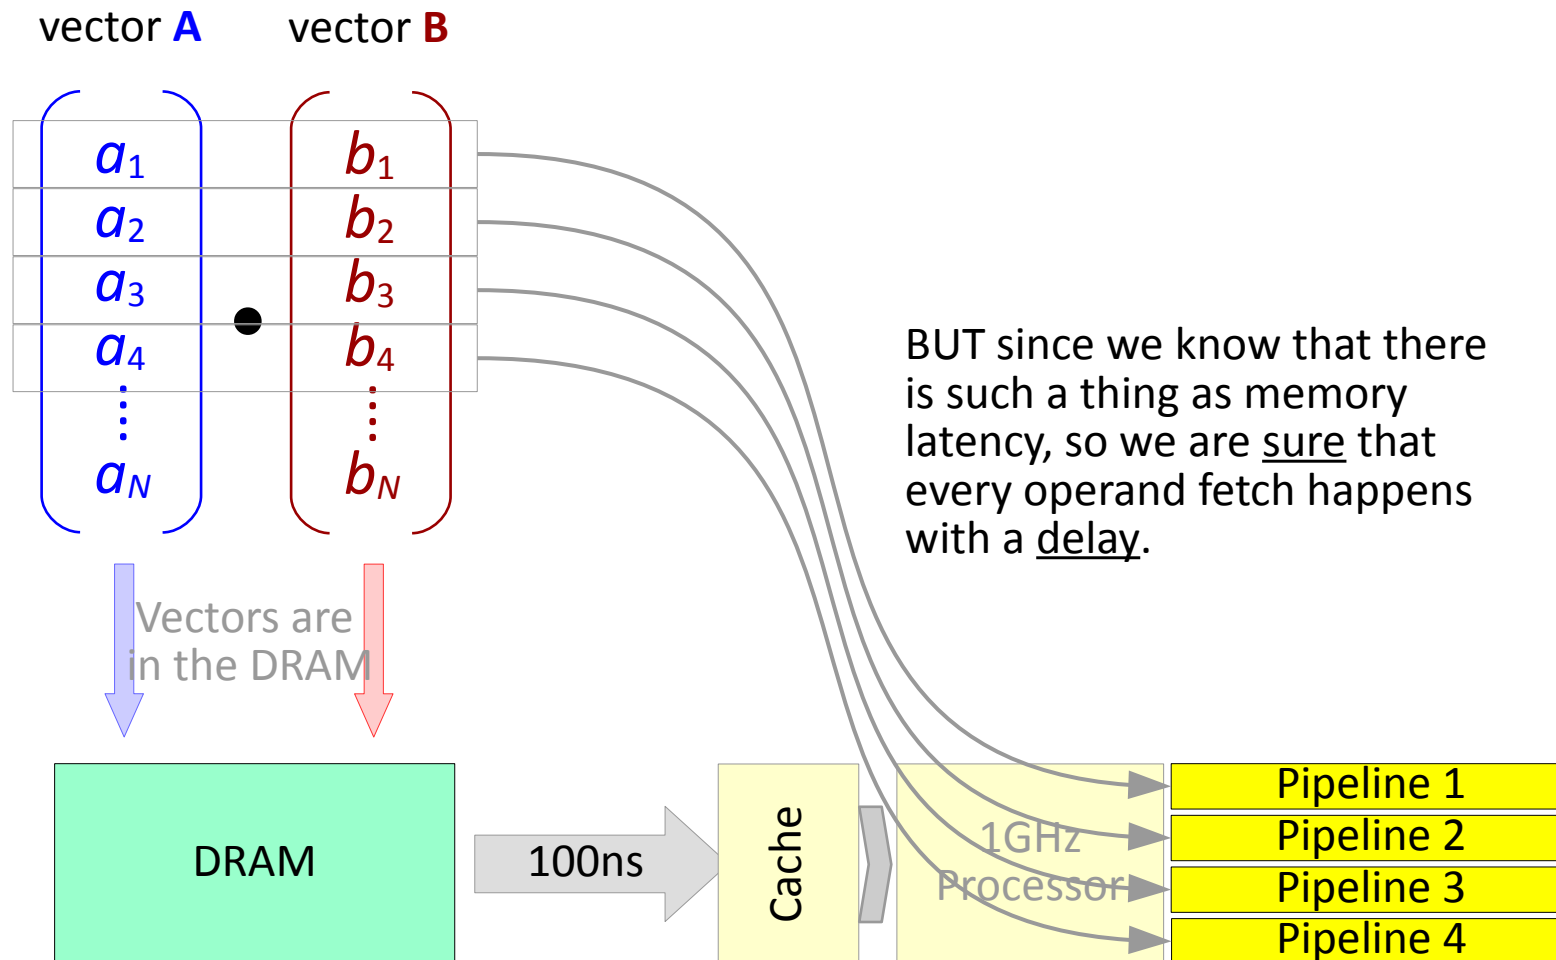 vector A vector B
a1 b1
a2 b2
a3 b3
a4 b4
aN bN
BUT since we know that there
is such a thing as memory
latency, so we are sure that
every operand fetch happens
with a delay.
Vectors are
in the DRAM
DRAM
100ns
Cache
1GHz
Processor
Pipeline 1
Pipeline 2
Pipeline 3
Pipeline 4